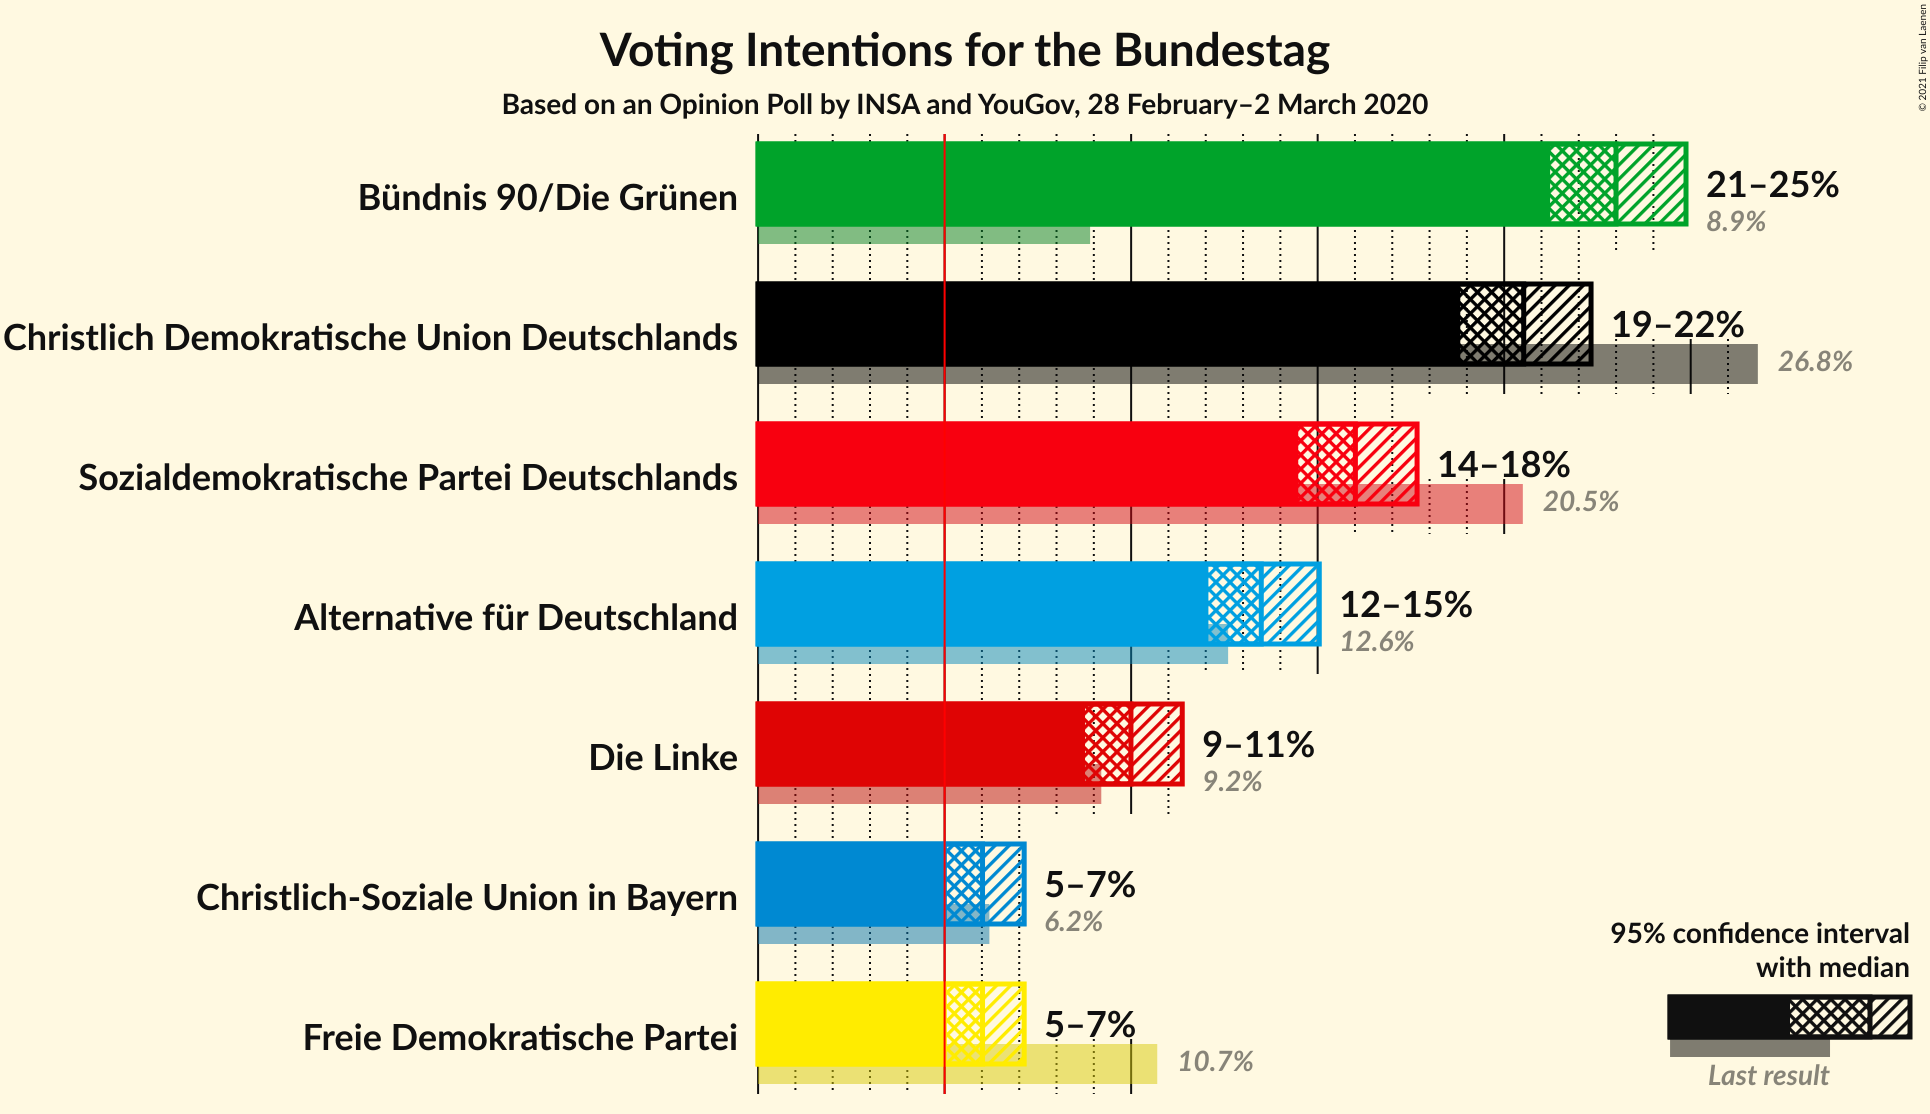 Voting Intentions for the Bundestag
Based on an Opinion Poll by INSA and YouGov, 28 February–2 March 2020
© 2021 Filip van Laenen
Bündnis 90/Die Grünen
21–25%
8.9%
Christlich Demokratische Union Deutschlands
19–22%
26.8%
Sozialdemokratische Partei Deutschlands
14–18%
20.5%
Alternative für Deutschland
12–15%
12.6%
Die Linke
9–11%
9.2%
Christlich-Soziale Union in Bayern
5–7%
6.2%
Freie Demokratische Partei
5–7%
10.7%
95% confidence interval
with median
Last result